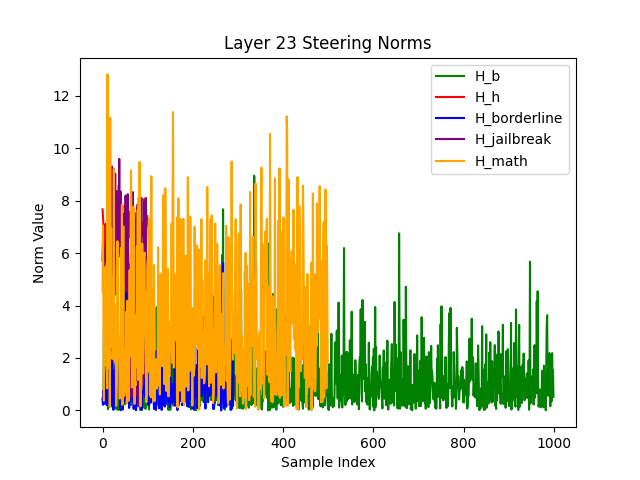 Layer 23 Steering Norms
H_b
H_h
H_borderline
H_jailbreak
H_math
Norm Value
12
10
8
6
4
2
0
0 200 400 600 800 1000
Sample Index